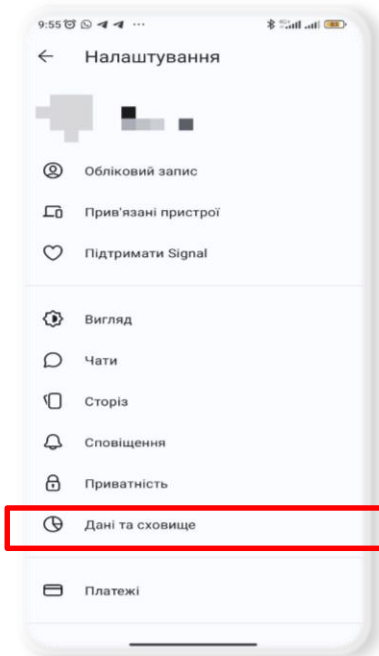 9:55
Налаштування
Обліковий запис
Прив'язані пристрої
Підтримати Signal
Вигляд
Чати
Сторіз
Сповіщення
Приватність
Дані та сховище
Платежі